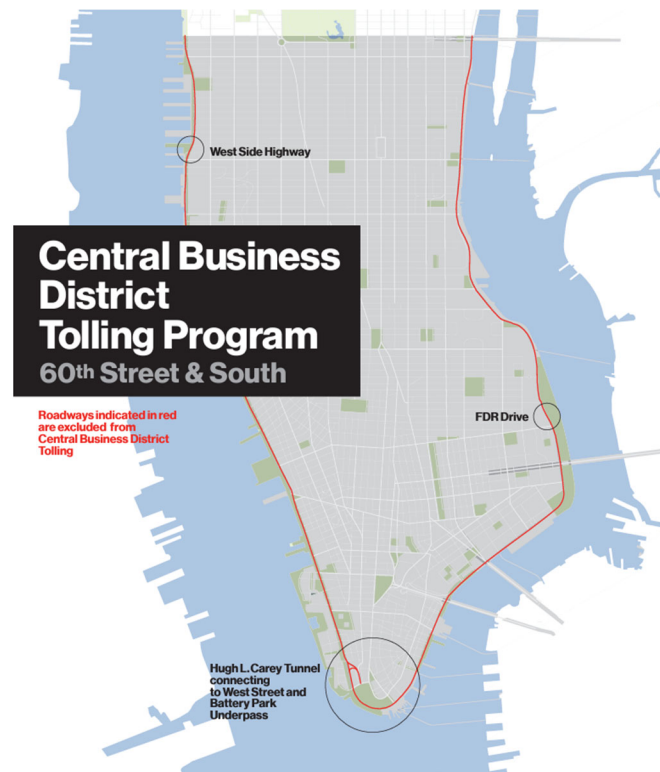 West Side Highway
Central Business
District
Tolling Program
60th Street & South
Roadways indicated in red
are excluded from
Central Business District
Tolling
FDR Drive
Hugh L. Carey Tunnel
connecting
to West Street and
Battery Park
Underpass